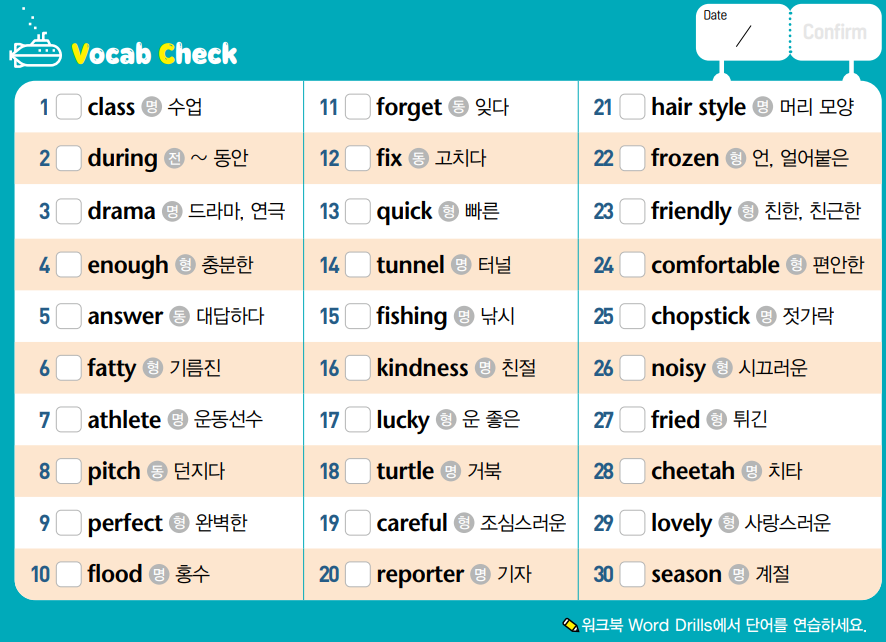 Vocab Check
Date
/
Confirm
1 class 명 수업
2 during 전 ~ 동안
3 drama 명 드라마, 연극
4 enough 형 충분한
5 answer 동 대답하다
6 fatty 형 기름진
7 athlete 명 운동선수
8 pitch 동 던지다
9 perfect 형 완벽한
10 flood 명 홍수
11 forget 동 잊다
12 fix 동 고치다
13 quick 형 빠른
14 tunnel 명 터널
15 fishing 명 낚시
16 kindness 명 친절
17 lucky 형 운 좋은
18 turtle 명 거북
19 careful 형 조심스러운
20 reporter 명 기자
21 hair style 명 머리 모양
22 frozen 형 언, 얼어붙은
23 friendly 형 친한, 친근한
24 comfortable 형 편안한
25 chopstick 명 젓가락
26 noisy 형 시끄러운
27 fried 형 튀긴
28 cheetah 명 치타
29 lovely 형 사랑스러운
30 season 명 계절
워크북 Word Drills에서 단어를 연습하세요.